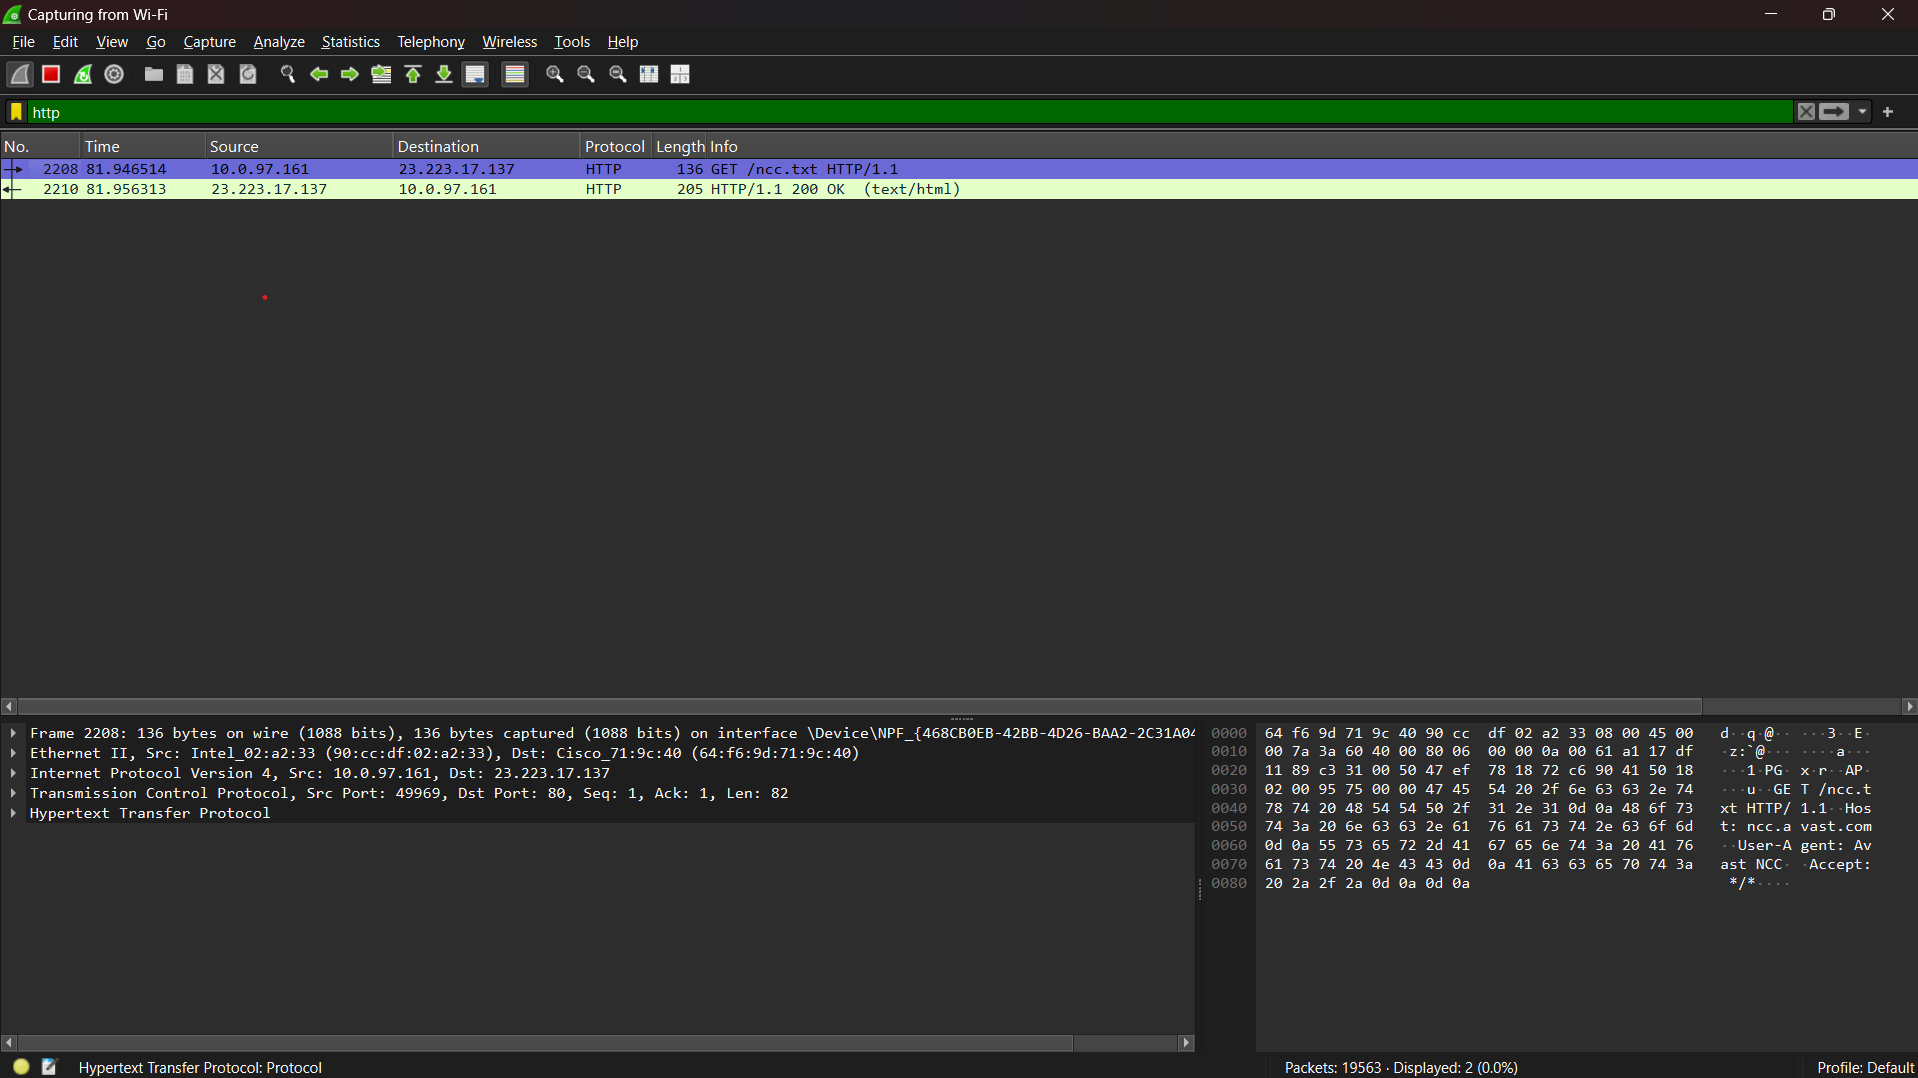 Capturing from Wi-Fi
File Edit View Go Capture Analyze Statistics Telephony Wireless Tools Help
http
No. Time Source Destination Protocol Length Info
2208 81.946514 10.0.97.161 23.223.17.137 HTTP 136 GET /ncc.txt HTTP/1.1
2210 81.956313 23.223.17.137 10.0.97.161 HTTP 205 HTTP/1.1 200 OK (text/html)
Frame 2208: 136 bytes on wire (1088 bits), 136 bytes captured (1088 bits) on interface \Device\NPF_{468CB0EB-42BB-4D26-BAA2-2C31A04
Ethernet II, Src: Intel_02:a2:33 (90:cc:df:02:a2:33), Dst: Cisco_71:9c:40 (64:f6:9d:71:9c:40)
Internet Protocol Version 4, Src: 10.0.97.161, Dst: 23.223.17.137
Transmission Control Protocol, Src Port: 49969, Dst Port: 80, Seq: 1, Ack: 1, Len: 82
Hypertext Transfer Protocol
0000 64 f6 9d 71 9c 40 90 cc df 02 a2 33 08 00 45 00 d··q·@·· ···3··E·
0010 00 7a 3a 60 40 00 80 06 00 00 0a 00 61 a1 17 df ·z:`@··· ····a···
0020 11 89 c3 31 00 50 47 ef 78 18 72 c6 90 41 50 18 ···1·PG· x·r··AP·
0030 02 00 95 75 00 00 47 45 54 20 2f 6e 63 63 2e 74 ···u··GE T /ncc.t
0040 78 74 20 48 54 54 50 2f 31 2e 31 0d 0a 48 6f 73 xt HTTP/ 1.1··Hos
0050 74 3a 20 6e 63 63 2e 61 76 61 73 74 2e 63 6f 6d t: ncc.a vast.com
0060 0d 0a 55 73 65 72 2d 41 67 65 6e 74 3a 20 41 76 ··User-A gent: Av
0070 61 73 74 20 4e 43 43 0d 0a 41 63 63 65 70 74 3a ast NCC· ·Accept:
0080 20 2a 2f 2a 0d 0a 0d 0a */*····
Hypertext Transfer Protocol: Protocol
Packets: 19563 · Displayed: 2 (0.0%)
Profile: Default